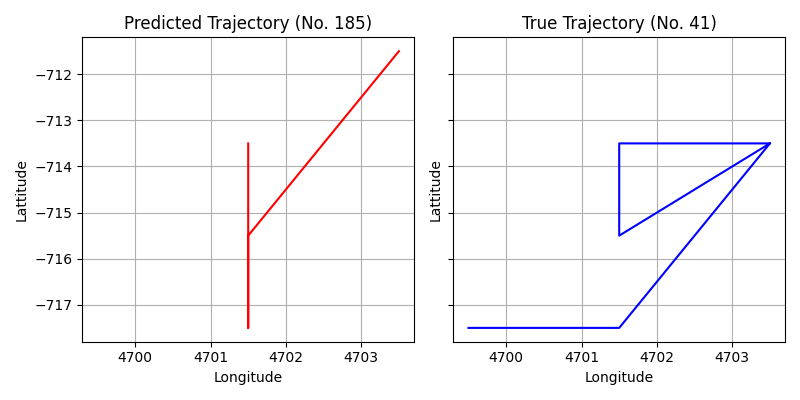 Predicted Trajectory (No. 185)
True Trajectory (No. 41)
Lattitude
−712
−713
−714
−715
−716
−717
4700
4701
4702
4703
Longitude
Lattitude
4700
4701
4702
4703
Longitude